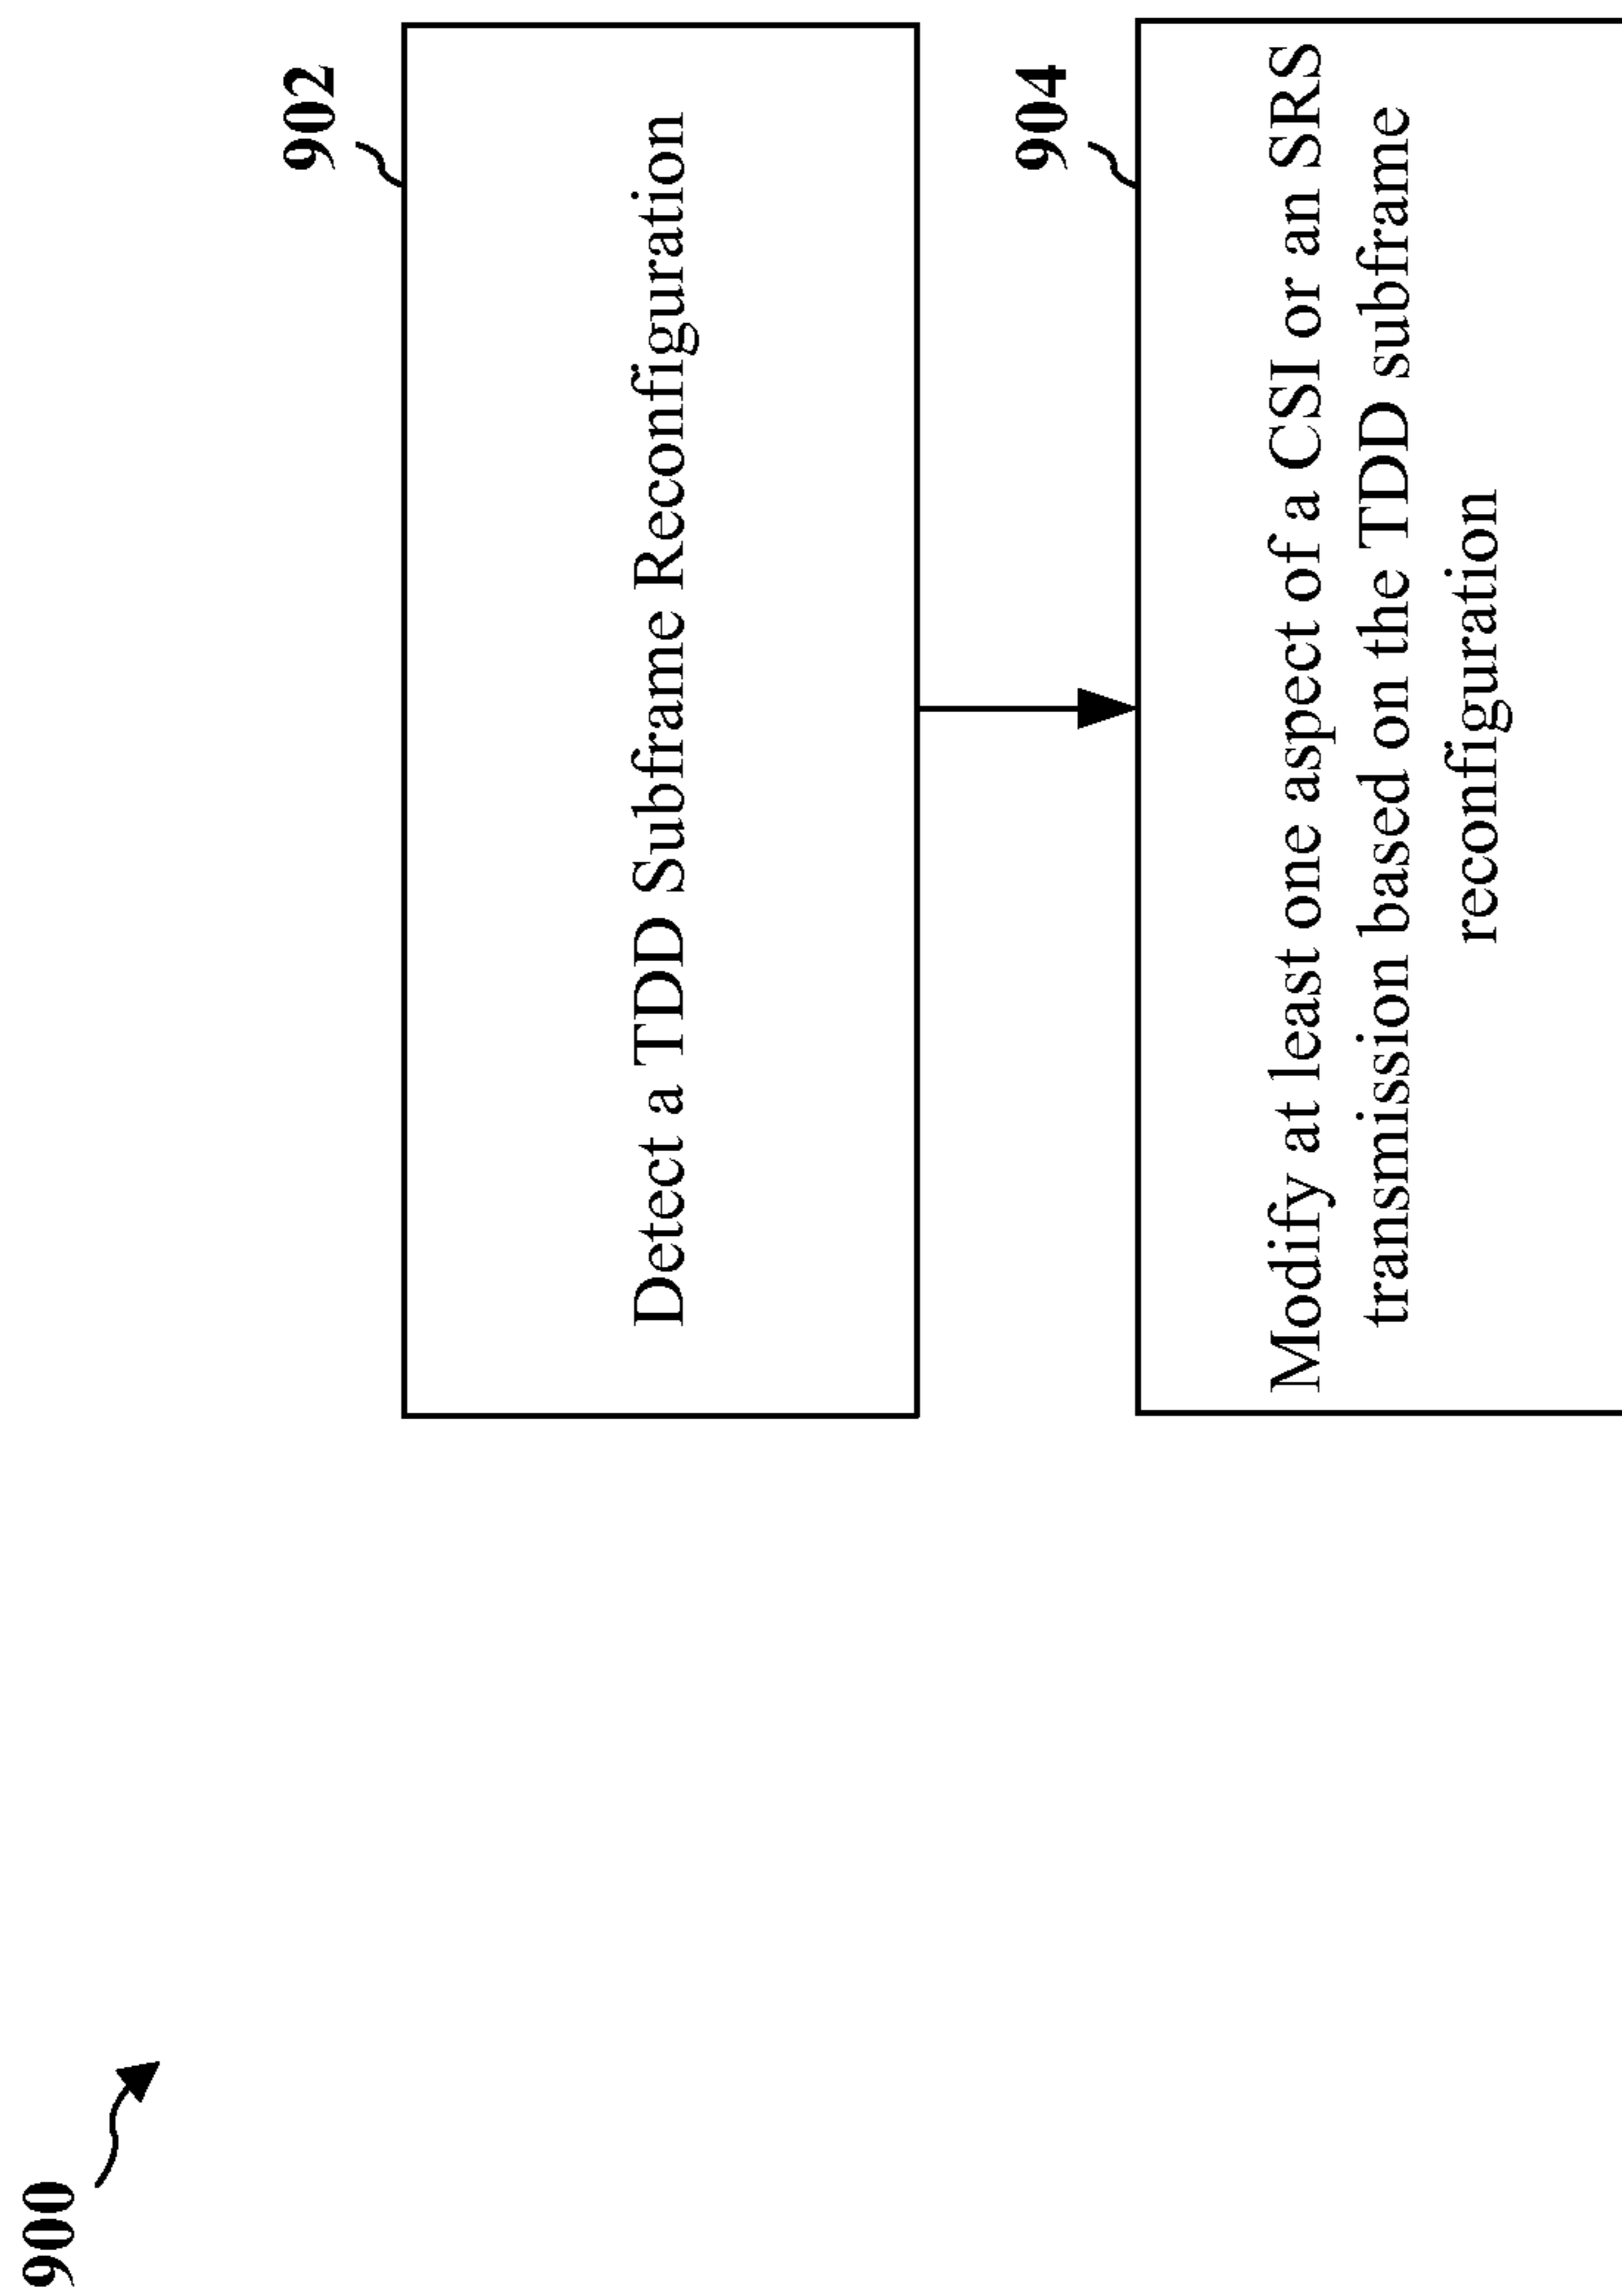 900
902
Detect a TDD Subframe Reconfiguration
904
Modify at least one aspect of a CSI or an SRS
transmission based on the TDD subframe
reconfiguration